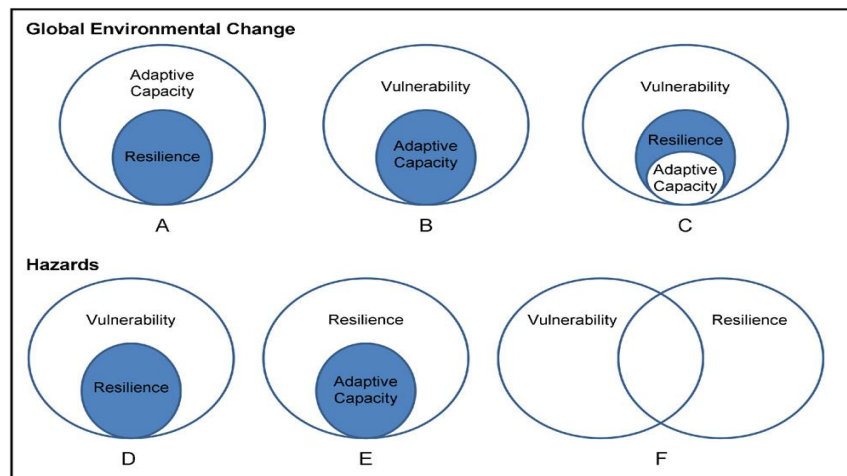 Global Environmental Change
Adaptive
Capacity
Resilience
A
Vulnerability
Adaptive
Capacity
B
Vulnerability
Resilience
Adaptive
Capacity
C
Hazards
Vulnerability
Resilience
D
Resilience
Adaptive
Capacity
E
Vulnerability
Resilience
F